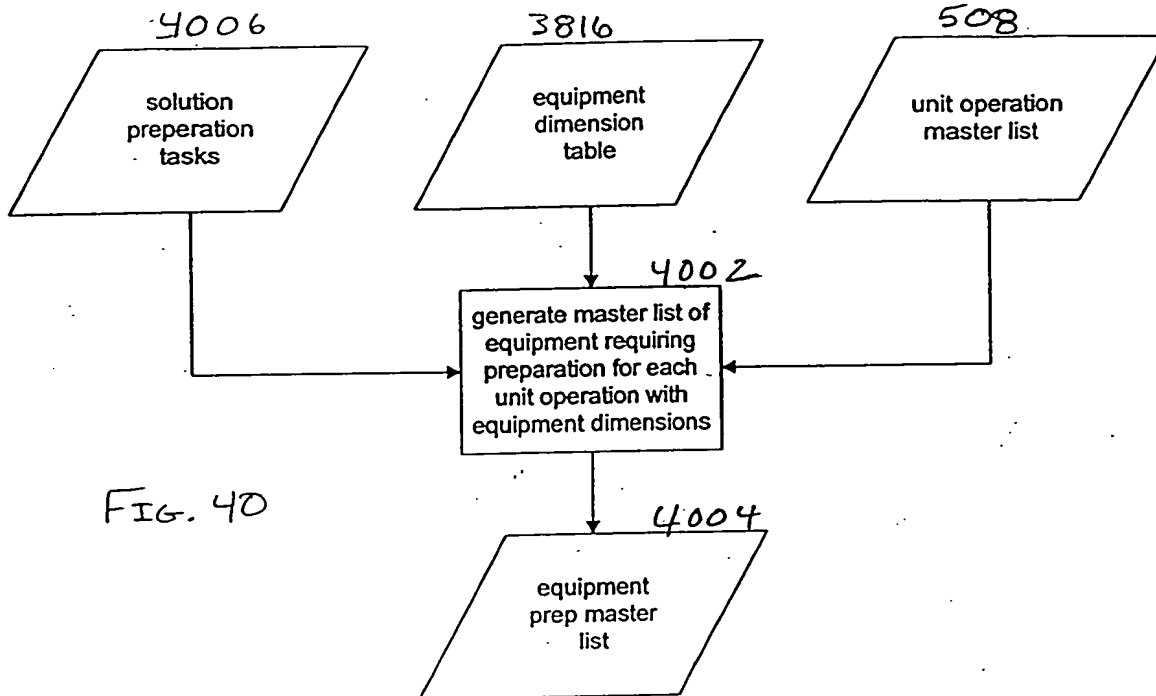 4006
3816
508
solution
preperation
tasks
equipment
dimension
table
unit operation
master list
4002
generate master list of
equipment requiring
preparation for each
unit operation with
equipment dimensions
FIG. 40
4004
equipment
prep master
list